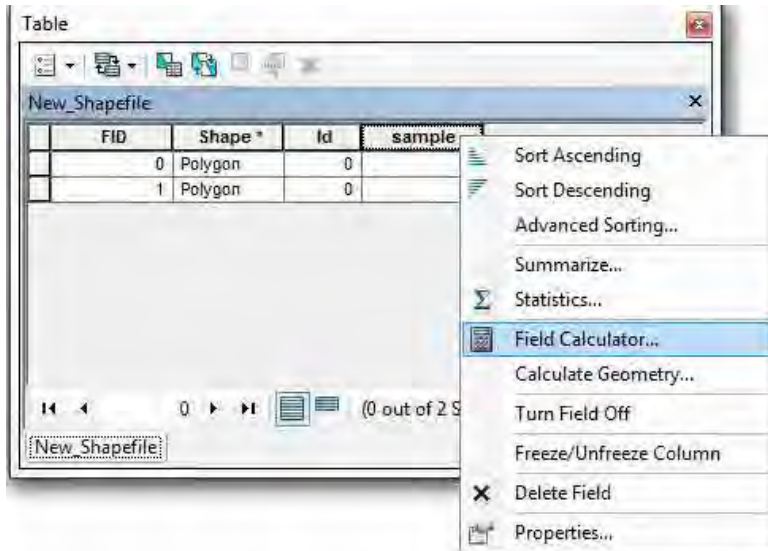 Table
New_Shapefile
FID Shape * Id sample
0 Polygon 0
1 Polygon 0
Sort Ascending
Sort Descending
Advanced Sorting...
Summarize...
Statistics...
Field Calculator...
Calculate Geometry...
Turn Field Off
Freeze/Unfreeze Column
Delete Field
Properties...
0 (0 out of 2 S
New_Shapefile